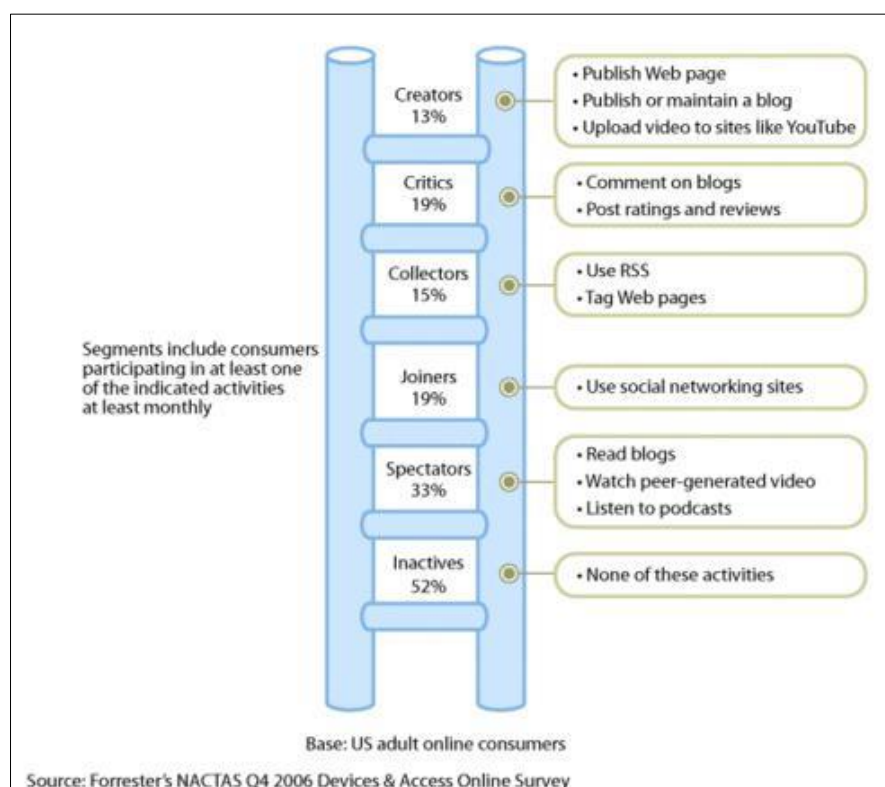 Creators
13%
• Publish Web page
• Publish or maintain a blog
• Upload video to sites like YouTube
Critics
19%
• Comment on blogs
• Post ratings and reviews
Collectors
15%
• Use RSS
• Tag Web pages
Segments include consumers
participating in at least one
of the indicated activities
at least monthly
Joiners
19%
• Use social networking sites
Spectators
33%
• Read blogs
• Watch peer-generated video
• Listen to podcasts
Inactives
52%
• None of these activities
Base: US adult online consumers
Source: Forrester's NACTAS Q4 2006 Devices & Access Online Survey